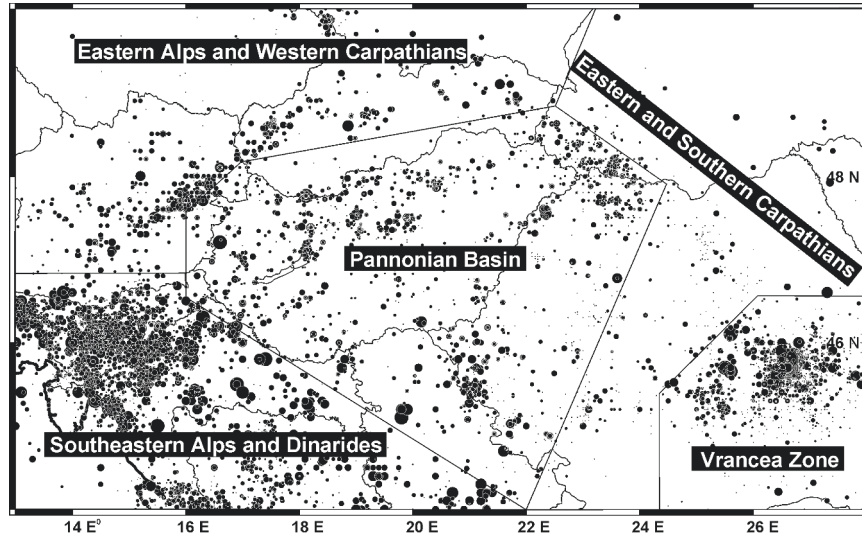 Eastern Alps and Western Carpathians
Eastern and Southern Carpathians
48 N
Pannonian Basin
46 N
Southeastern Alps and Dinarides
Vrancea Zone
14 E⁰ 16 E 18 E 20 E 22 E 24 E 26 E